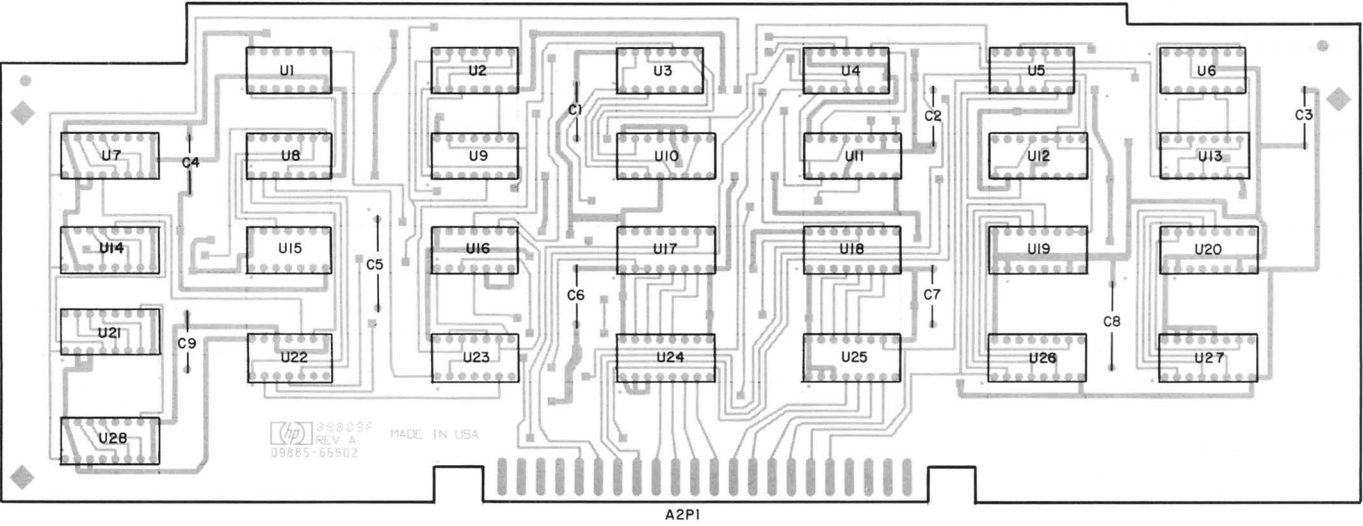 U1 U2 U3 U4 U5 U6
C1 C2 C3
U7 C4 U8 U9 U10 U11 U12 U13
U14 U15 C5 U16 U17 U18 U19 U20
C6 C7 C8
U21 C9 U22 U23 U24 U25 U26 U27
U28
hp
REV A MADE IN USA
09885-66502
A2P1